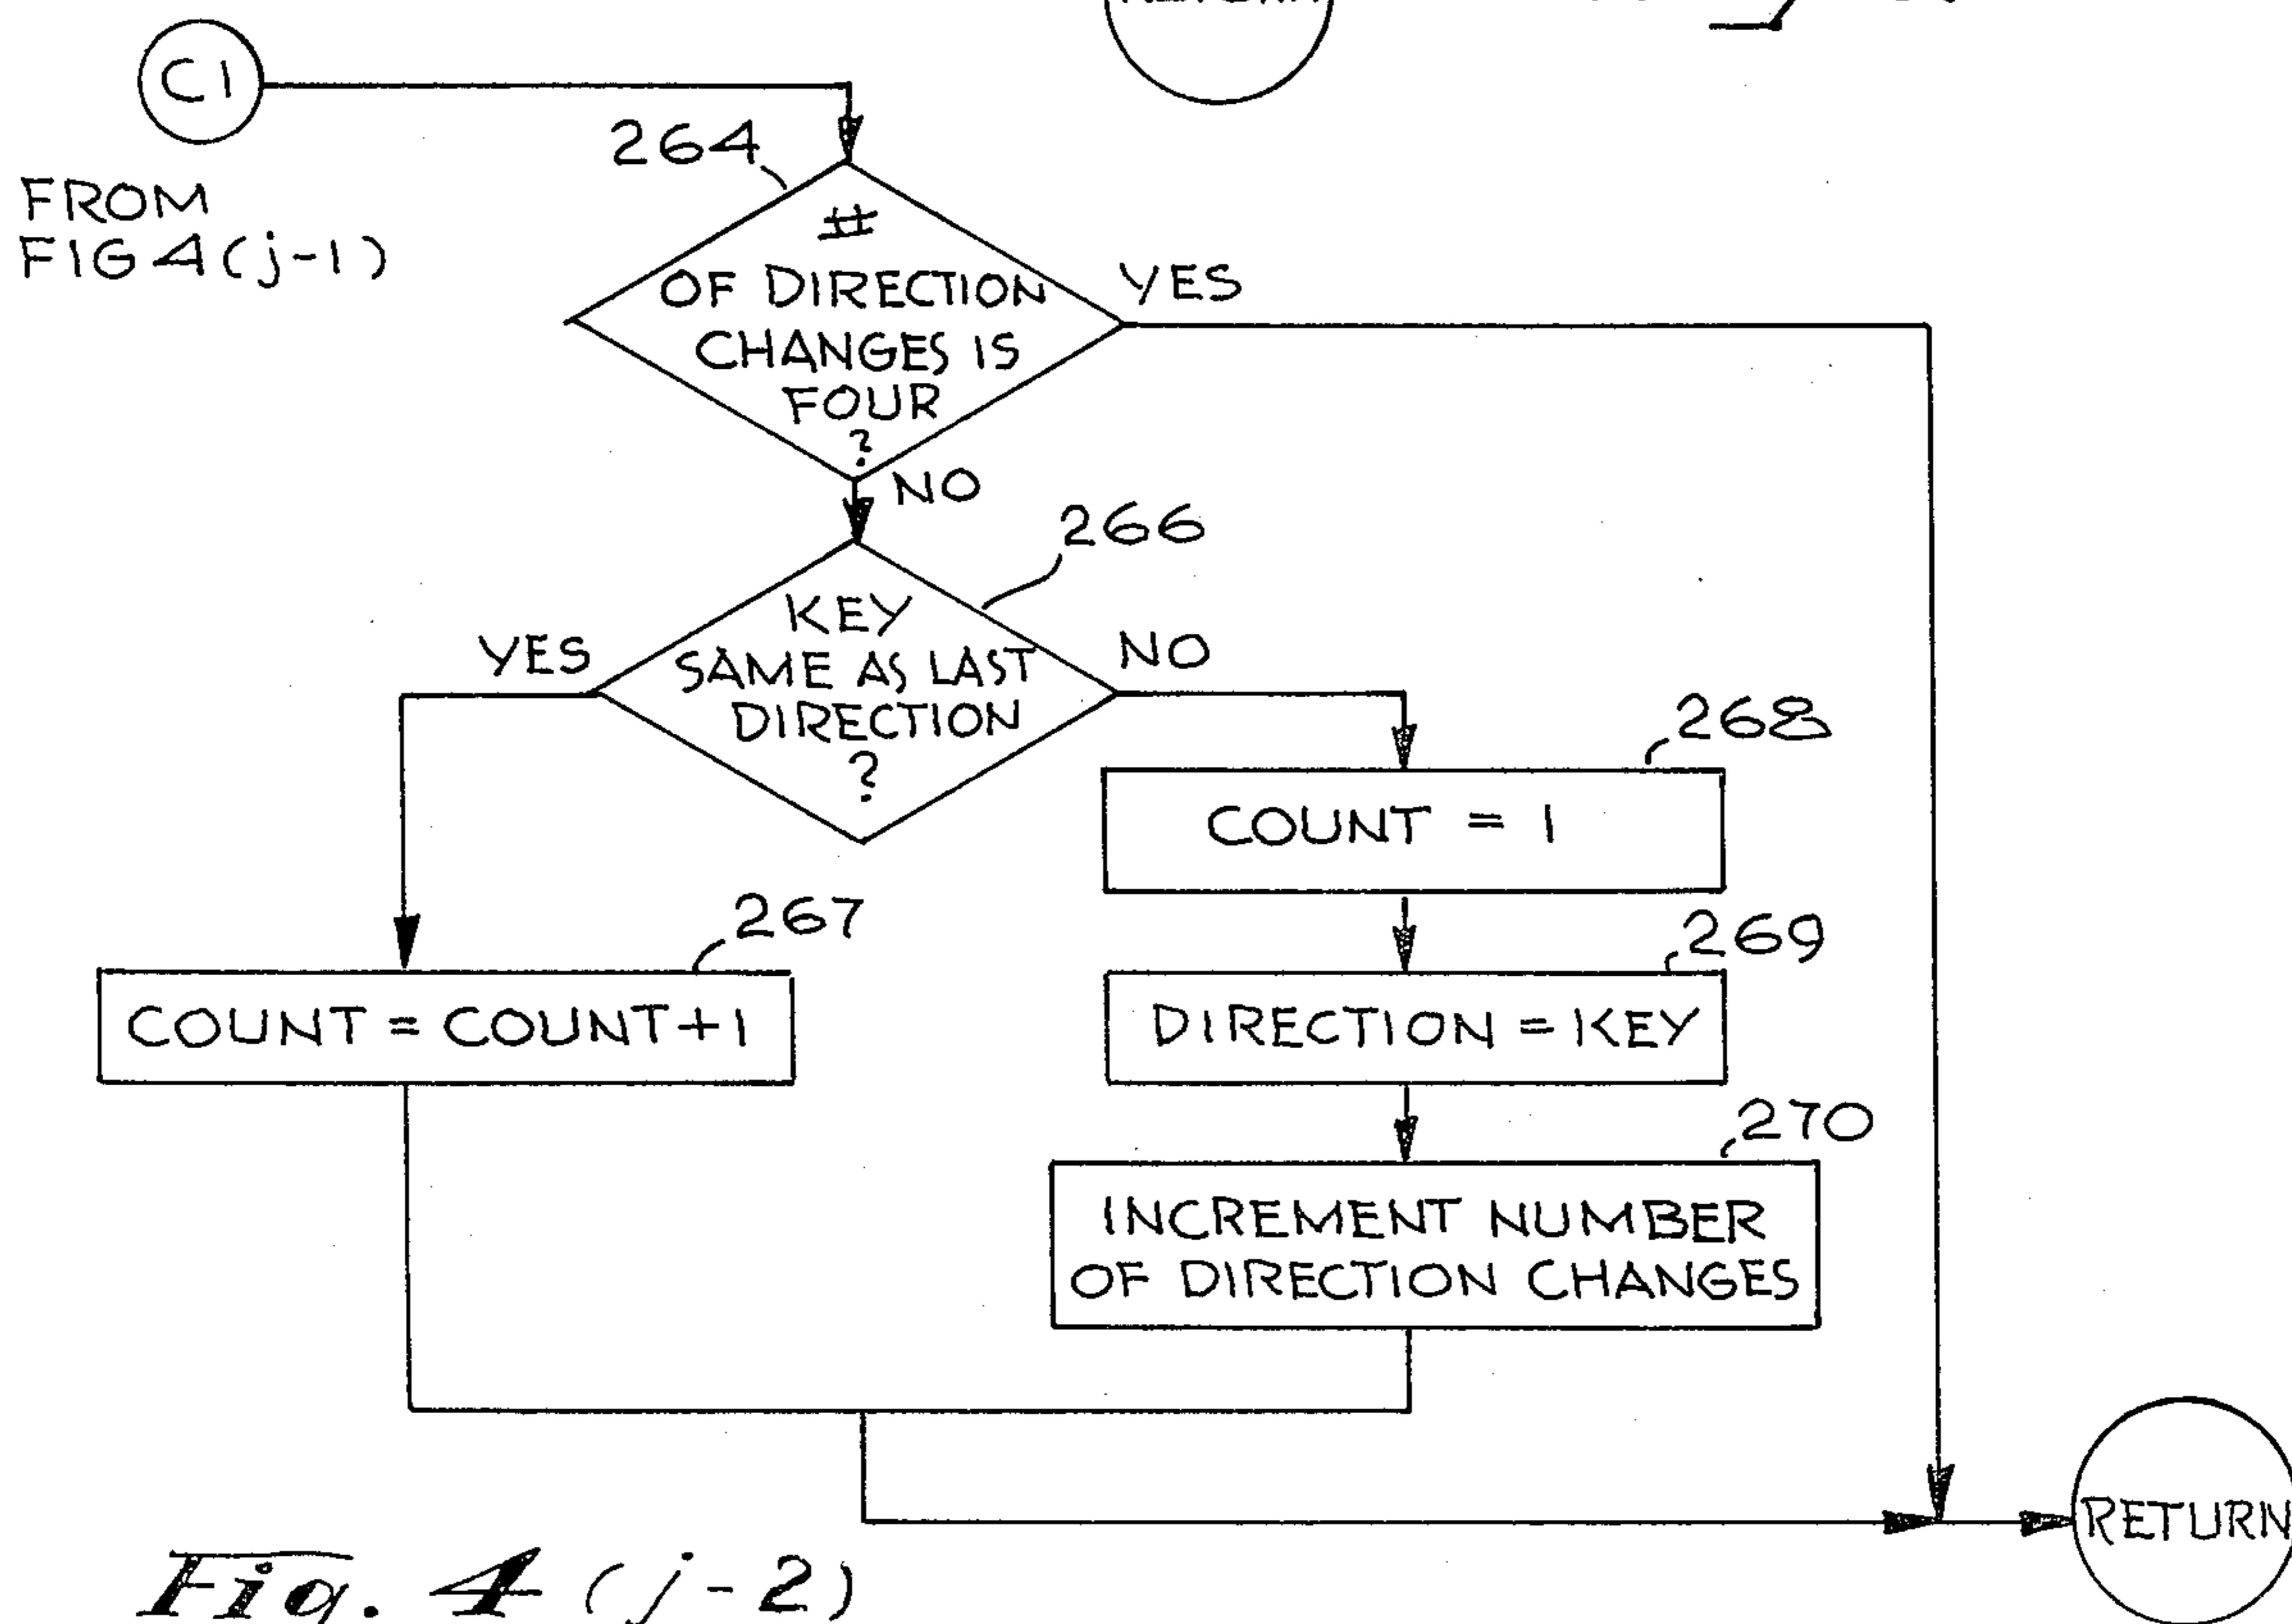 C1
FROM
FIG 4(j-1)
264
#
OF DIRECTION
CHANGES IS
FOUR
?
YES
NO
266
KEY
SAME AS LAST
DIRECTION
?
YES
NO
268
COUNT = 1
267
COUNT = COUNT+1
269
DIRECTION = KEY
270
INCREMENT NUMBER
OF DIRECTION CHANGES
RETURN
Fig. 4 (j-2)